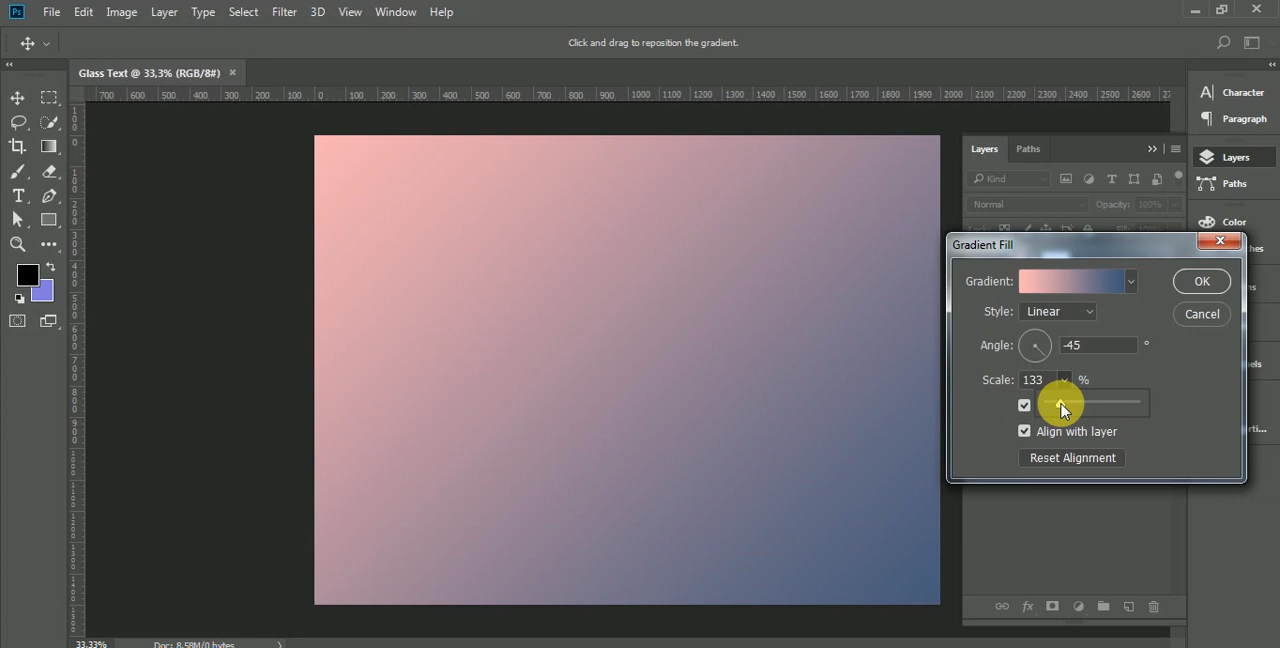 Ps File Edit Image Layer Type Select Filter 3D View Window Help
Click and drag to reposition the gradient.
Glass Text @ 33,3% (RGB/8#) ×
700 600 500 400 300 200 100 0 100 200 300 400 500 600 700 800 900 1000 1100 1200 1300 1400 1500 1600 1700 1800 1900 2000 2100 2200 2300 2400 2500 2600 2
Character
Paragraph
Layers
Paths
Color
Layers Paths
Kind
Normal Opacity: 100%
Gradient Fill
Gradient: OK
Style: Linear Cancel
Angle: -45 °
Scale: 133 %
Align with layer
Reset Alignment
fx
33,33% Doc: 8,58M/0 bytes